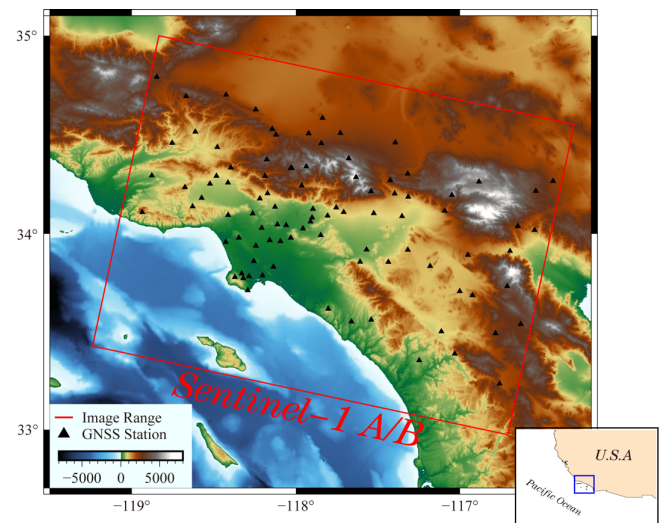 35°
34°
33°
Sentinel−1 A/B
Image Range
GNSS Station
−5000 0 5000
−119° −118° −117°
U.S.A
Pacific Ocean